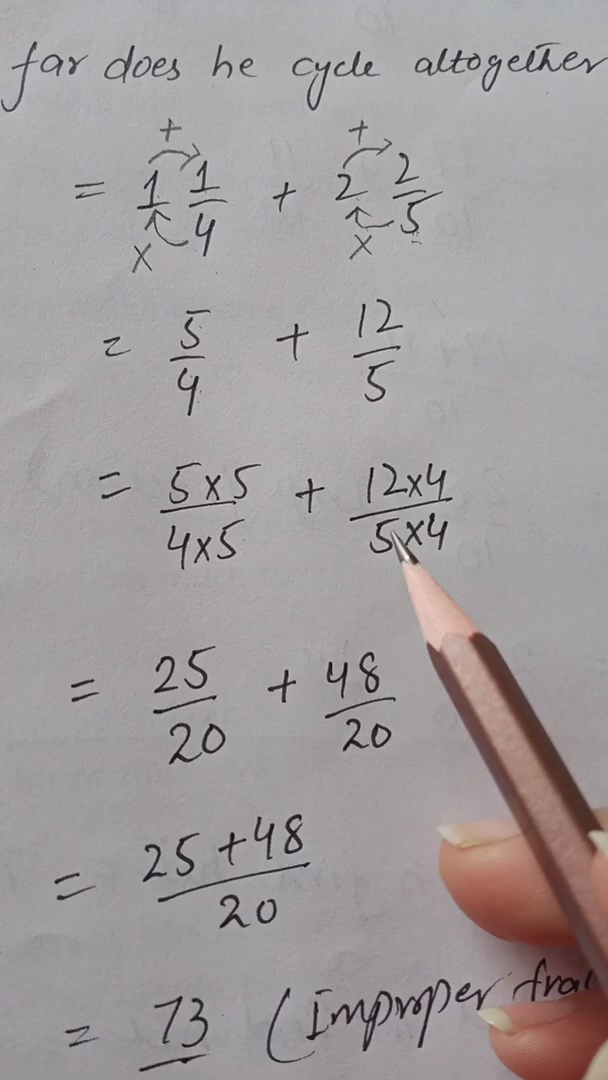 far does he cycle altogether
= 1 1/4 + 2 2/5
= 5/4 + 12/5
= 5×5/4×5 + 12×4/5×4
= 25/20 + 48/20
= 25+48/20
= 73 (Improper